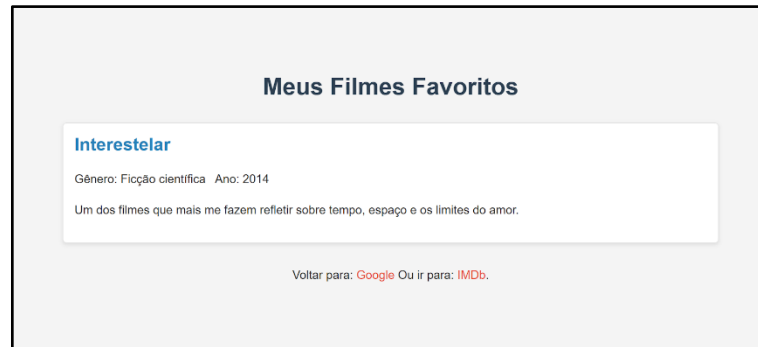 Meus Filmes Favoritos
Interestelar
Gênero: Ficção científica Ano: 2014
Um dos filmes que mais me fazem refletir sobre tempo, espaço e os limites do amor.
Voltar para: Google Ou ir para: IMDb.